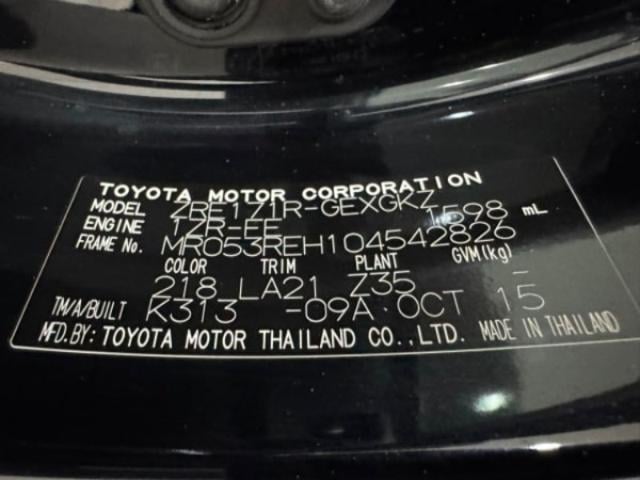 TOYOTA MOTOR CORPORATION
MODEL ZRE171R-GEXGKZ
ENGINE 1ZR-FE 1598 mL
FRAME No. MR053REH104542826
COLOR TRIM PLANT GVM(kg)
218 LA21 Z35 -
TM/A/BUILT K313 -09A OCT 15
MFD.BY: TOYOTA MOTOR THAILAND CO.,LTD. MADE IN THAILAND